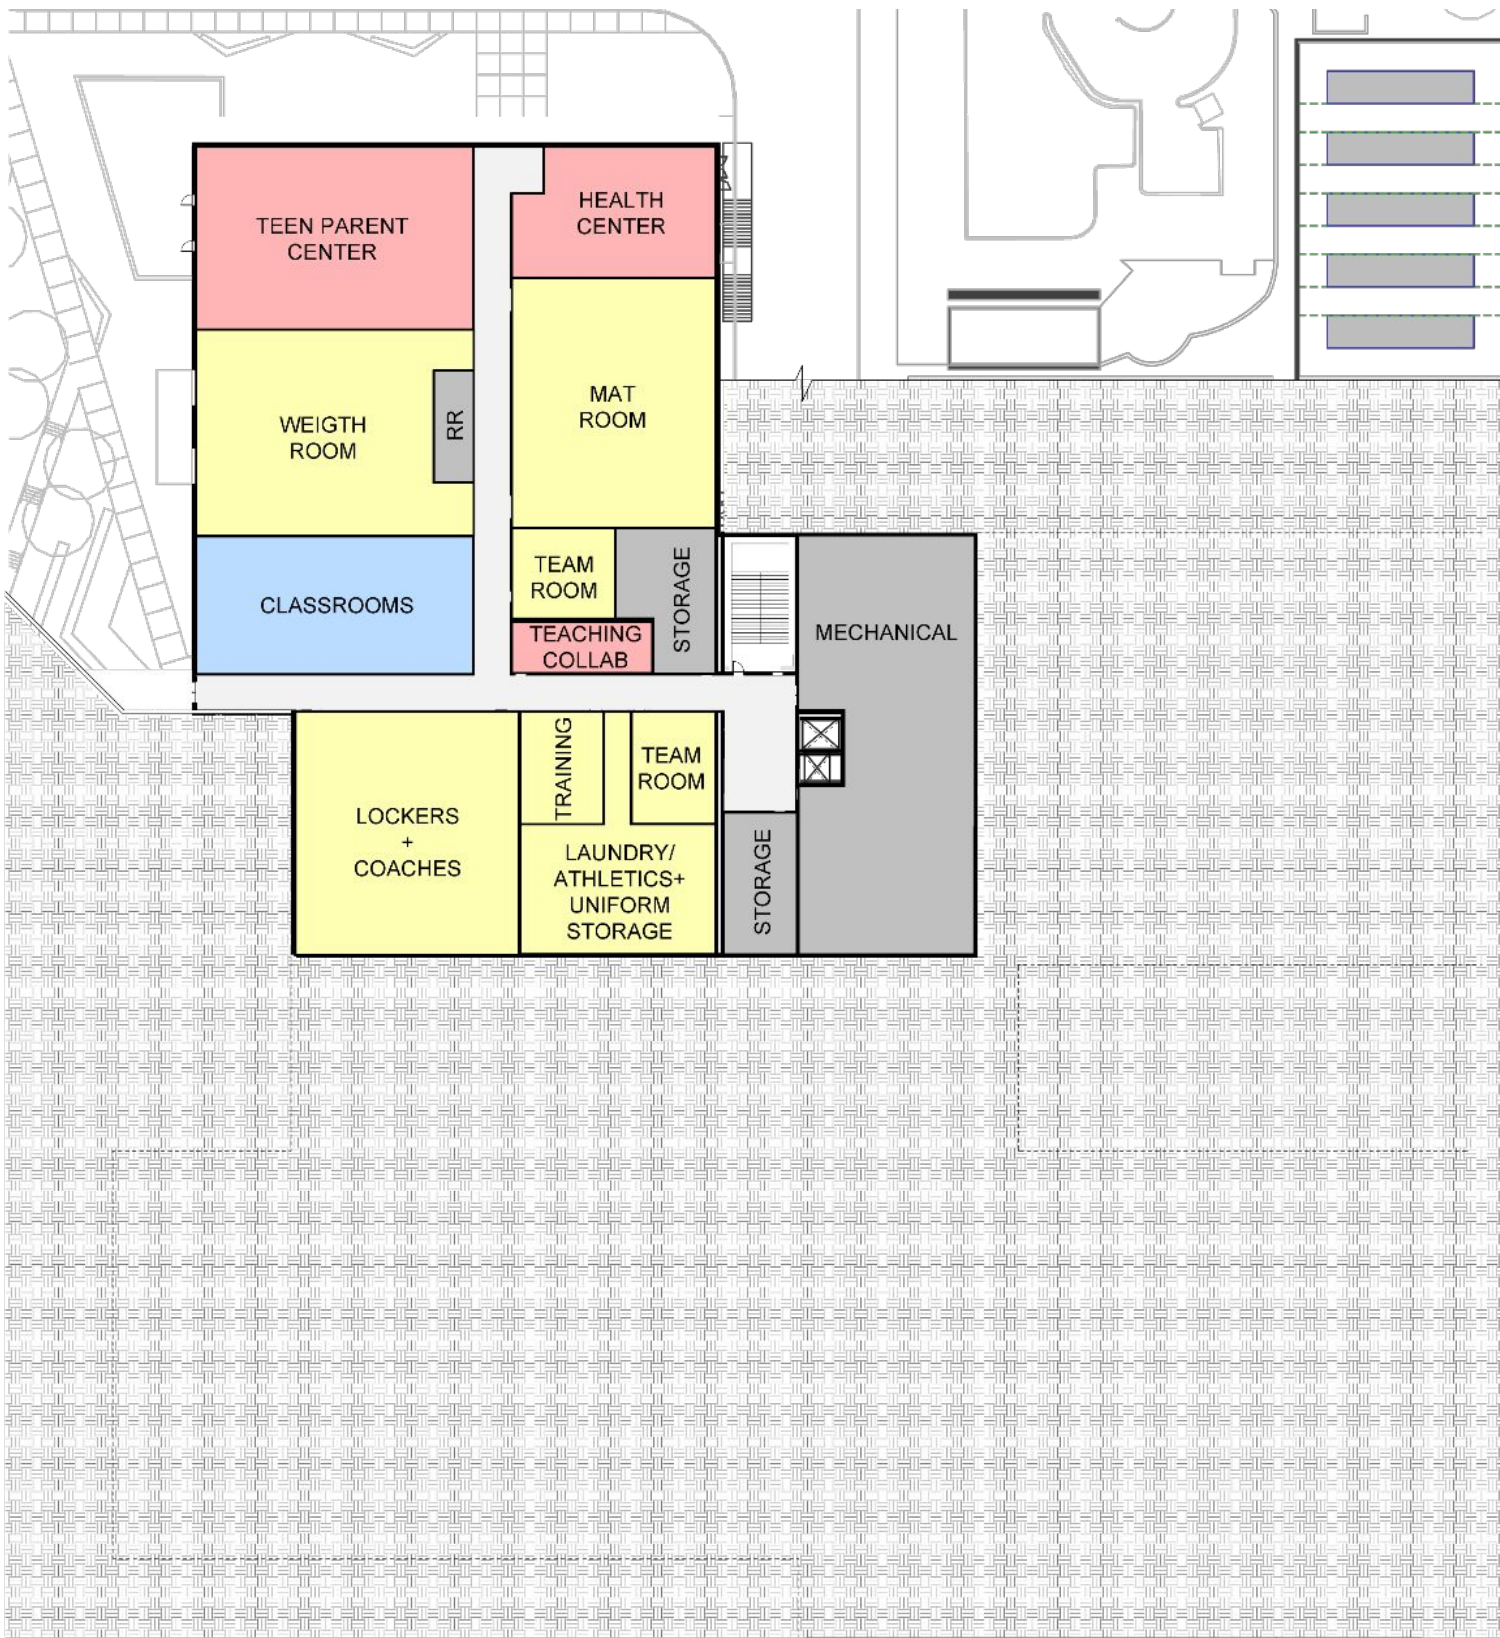 TEEN PARENT
CENTER
HEALTH
CENTER
WEIGTH
ROOM
RR
MAT
ROOM
CLASSROOMS
TEAM
ROOM
STORAGE
TEACHING
COLLAB
MECHANICAL
LOCKERS
+
COACHES
TRAINING
TEAM
ROOM
LAUNDRY/
ATHLETICS+
UNIFORM
STORAGE
STORAGE